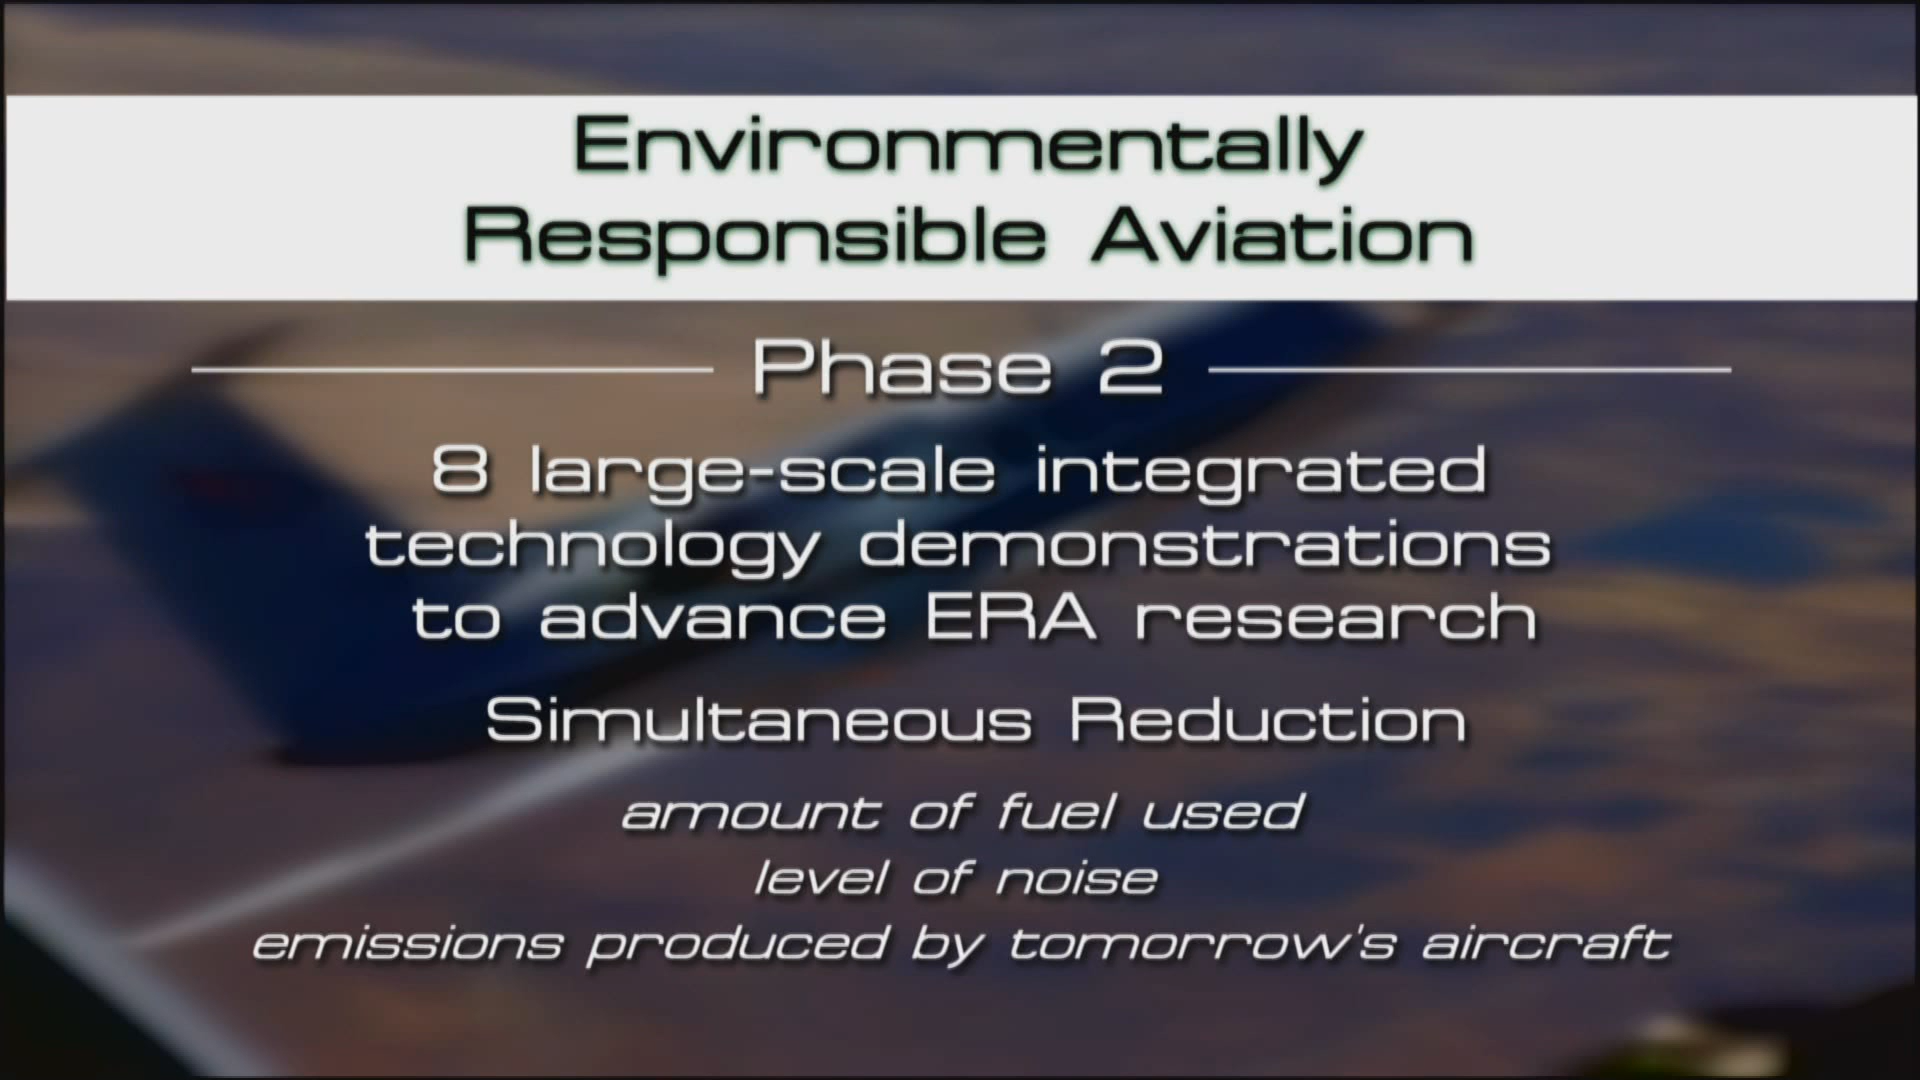 Environmentally
Responsible Aviation
Phase 2
8 large-scale integrated
technology demonstrations
to advance ERA research
Simultaneous Reduction
amount of fuel used
level of noise
emissions produced by tomorrow's aircraft